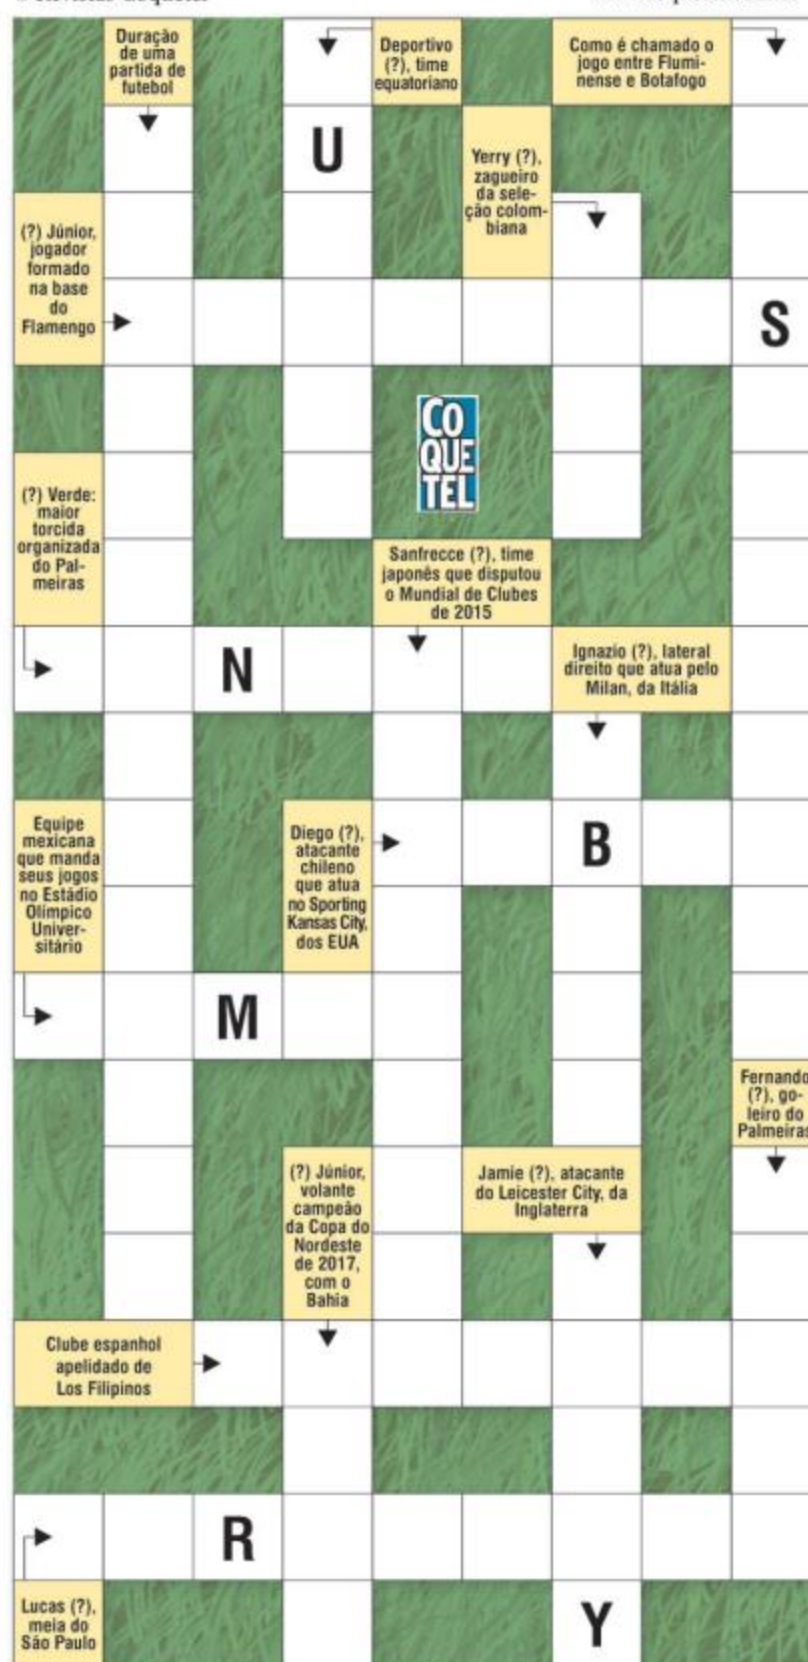 Duração
de uma
partida de
futebol
Deportivo
(?), time
equatoriano
Como é chamado o
jogo entre Flumi-
nense e Botafogo
U
Yerry (?),
zagueiro
da sele-
ção colom-
biana
(?) Júnior,
jogador
formado
na base
do
Flamengo
S
CO
QUE
TEL
(?) Verde:
maior
torcida
organizada
do Pal-
meiras
Sanfrecce (?), time
japonês que disputou
o Mundial de Clubes
de 2015
N
Ignazio (?), lateral
direito que atua pelo
Milan, da Itália
Equipe
mexicana
que manda
seus jogos
no Estádio
Olímpico
Univer-
sitário
Diego (?),
atacante
chileno
que atua
no Sporting
Kansas City,
dos EUA
B
M
Fernando
(?), go-
leiro do
Palmeiras
(?) Júnior,
volante
campeão
da Copa do
Nordeste
de 2017,
com o
Bahia
Jamie (?), atacante
do Leicester City, da
Inglaterra
Clube espanhol
apelidado de
Los Filipinos
R
Lucas (?),
meia do
São Paulo
Y